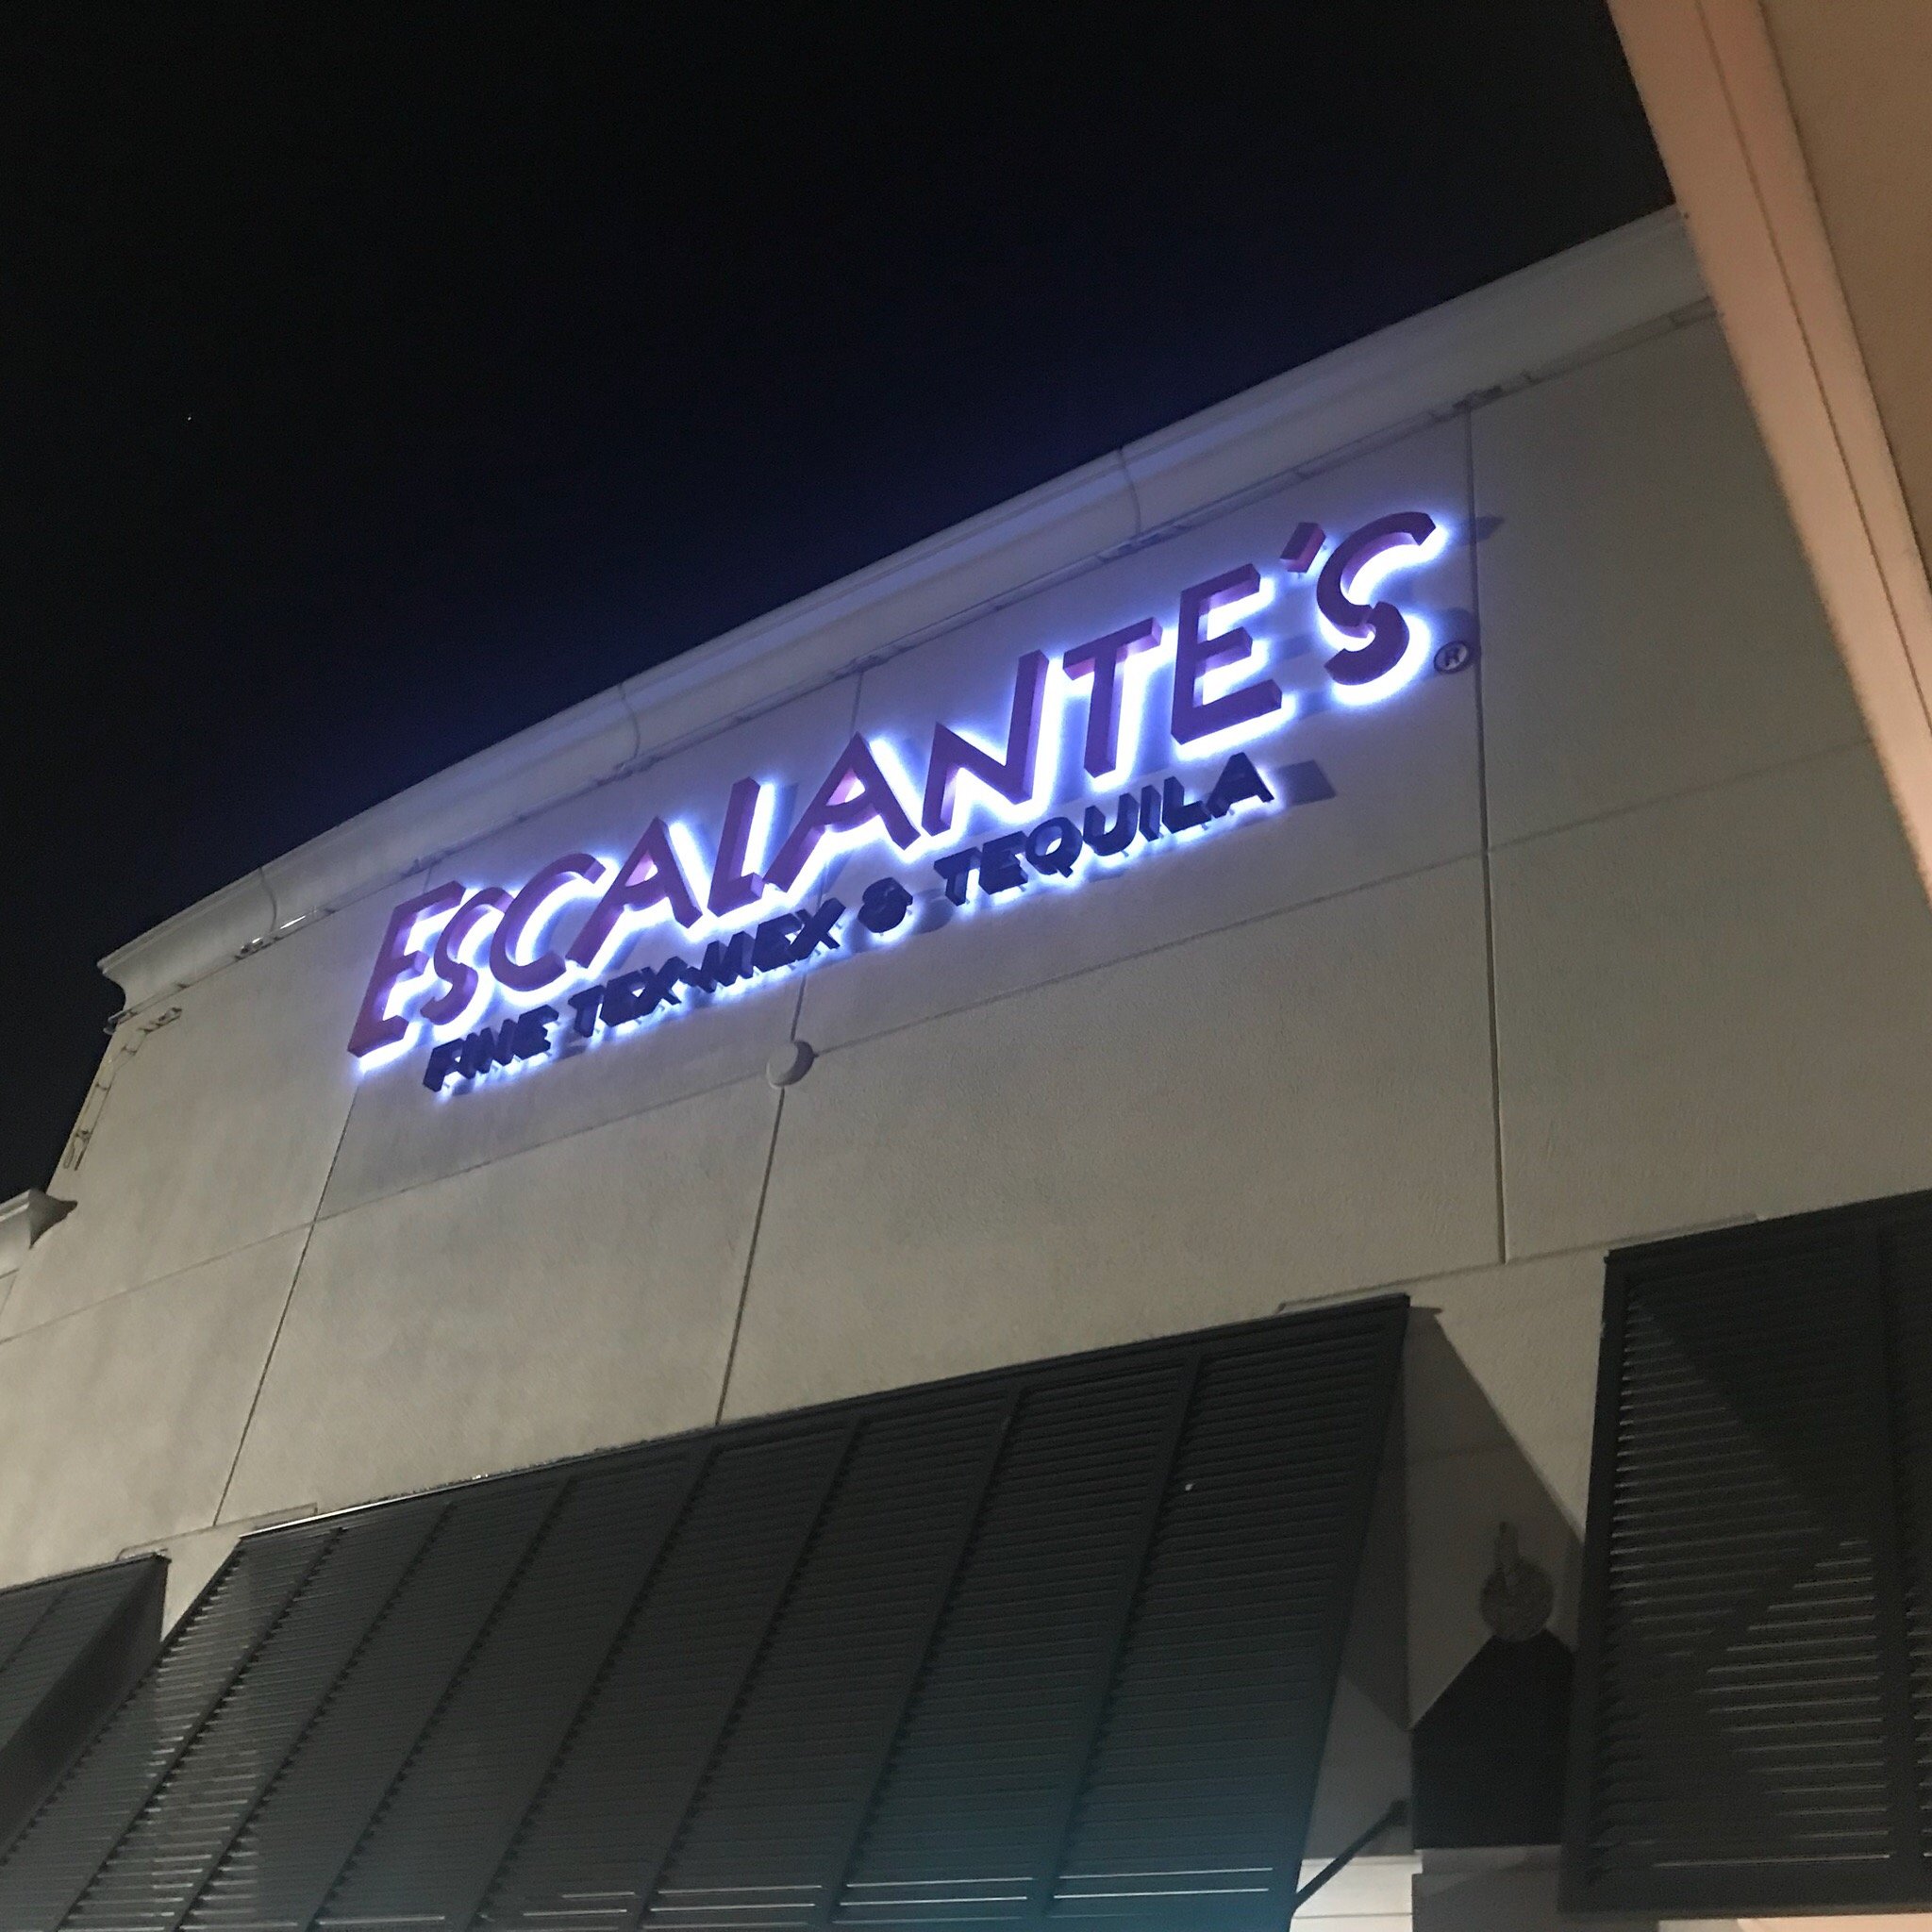 ESCALANTE'S ®
FINE TEX-MEX & TEQUILA